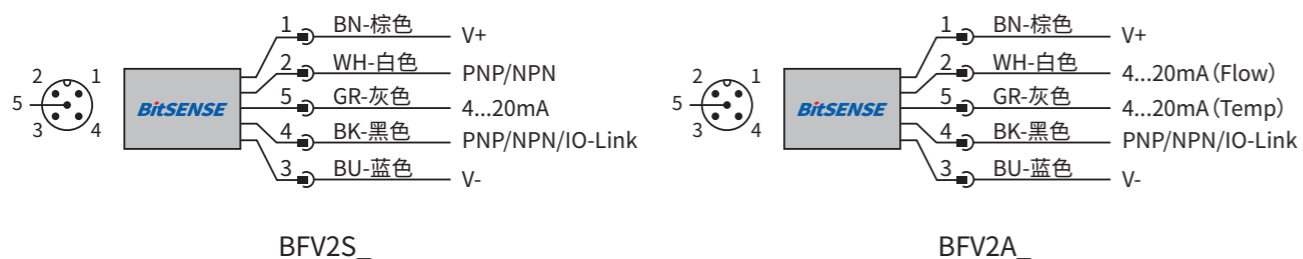 1 BN-棕色 V+
2 WH-白色 PNP/NPN
5 GR-灰色 4...20mA
4 BK-黑色 PNP/NPN/IO-Link
3 BU-蓝色 V-
2 1
5
3 4
BitSENSE
BFV2S_
1 BN-棕色 V+
2 WH-白色 4...20mA(Flow)
5 GR-灰色 4...20mA(Temp)
4 BK-黑色 PNP/NPN/IO-Link
3 BU-蓝色 V-
2 1
5
3 4
BitSENSE
BFV2A_